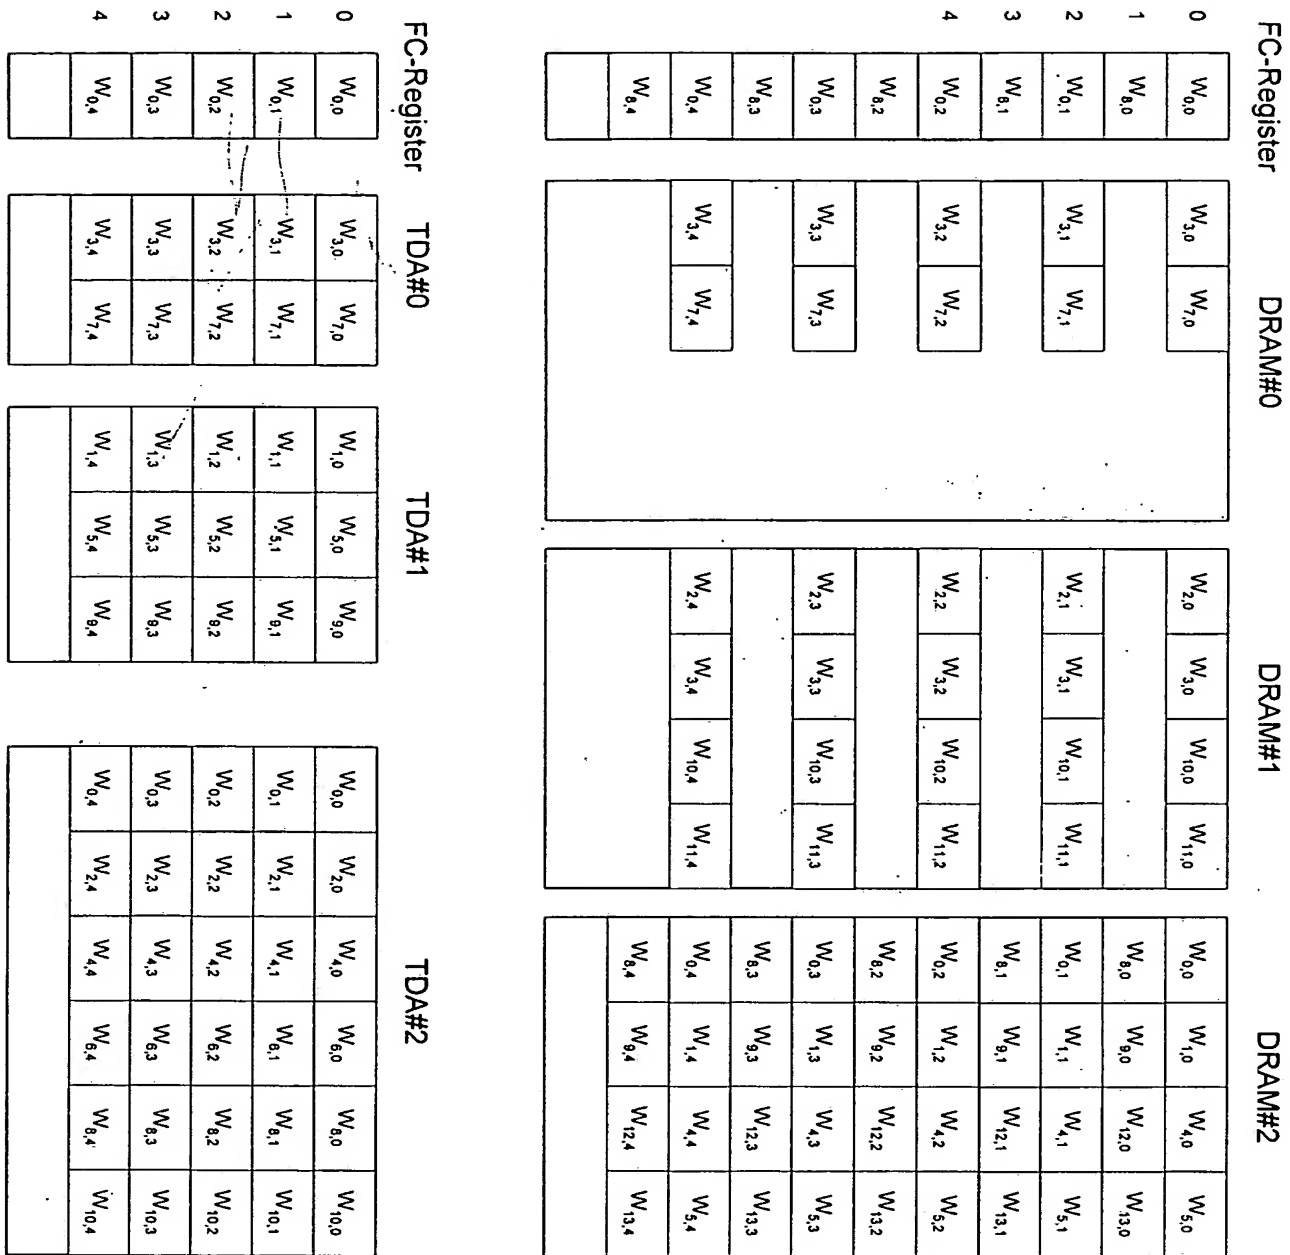 FC-Register DRAM#0 DRAM#1 DRAM#2
0 W0,0 W3,0 W7,0 W2,0 W3,0 W10,0 W11,0 W0,0 W1,0 W4,0 W5,0
1 W8,0 W8,0 W9,0 W12,0 W13,0
2 W0,1 W3,1 W7,1 W2,1 W3,1 W10,1 W11,1 W0,1 W1,1 W4,1 W5,1
3 W8,1 W8,1 W9,1 W12,1 W13,1
4 W0,2 W3,2 W7,2 W2,2 W3,2 W10,2 W11,2 W0,2 W1,2 W4,2 W5,2
W8,2 W8,2 W9,2 W12,2 W13,2
W0,3 W3,3 W7,3 W2,3 W3,3 W10,3 W11,3 W0,3 W1,3 W4,3 W5,3
W8,3 W8,3 W9,3 W12,3 W13,3
W0,4 W3,4 W7,4 W2,4 W3,4 W10,4 W11,4 W0,4 W1,4 W4,4 W5,4
W8,4 W8,4 W9,4 W12,4 W13,4
FC-Register TDA#0 TDA#1 TDA#2
0 W0,0 W3,0 W7,0 W1,0 W5,0 W9,0 W0,0 W2,0 W4,0 W6,0 W8,0 W10,0
1 W0,1 W3,1 W7,1 W1,1 W5,1 W9,1 W0,1 W2,1 W4,1 W6,1 W8,1 W10,1
2 W0,2 W3,2 W7,2 W1,2 W5,2 W9,2 W0,2 W2,2 W4,2 W6,2 W8,2 W10,2
3 W0,3 W3,3 W7,3 W1,3 W5,3 W9,3 W0,3 W2,3 W4,3 W6,3 W8,3 W10,3
4 W0,4 W3,4 W7,4 W1,4 W5,4 W9,4 W0,4 W2,4 W4,4 W6,4 W8,4 W10,4